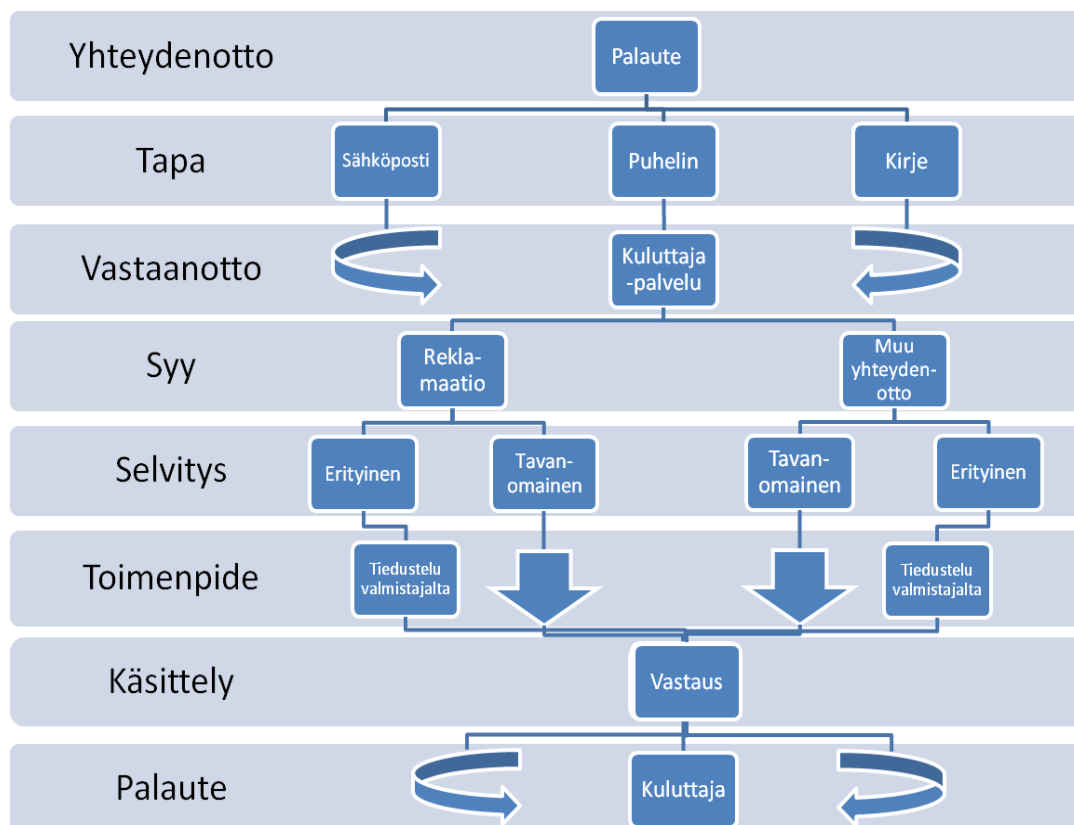 Yhteydenotto
Palaute
Tapa
Sähköposti
Puhelin
Kirje
Vastaanotto
Kuluttaja
-palvelu
Syy
Rekla-
maatio
Muu
yhteyden-
otto
Selvitys
Erityinen
Tavan-
omainen
Tavan-
omainen
Erityinen
Toimenpide
Tiedustelu
valmistajalta
Tiedustelu
valmistajalta
Käsittely
Vastaus
Palaute
Kuluttaja